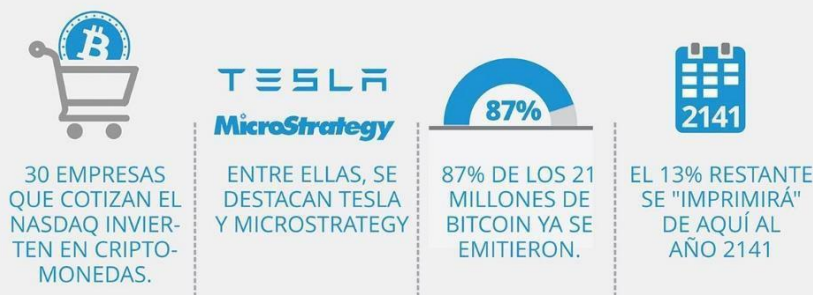 30 EMPRESAS
QUE COTIZAN EL
NASDAQ INVIER-
TEN EN CRIPTO-
MONEDAS.
TESLA
MicroStrategy
ENTRE ELLAS, SE
DESTACAN TESLA
Y MICROSTRATEGY
87%
87% DE LOS 21
MILLONES DE
BITCOIN YA SE
EMITIERON.
2141
EL 13% RESTANTE
SE "IMPRIMIRÁ"
DE AQUÍ AL
AÑO 2141